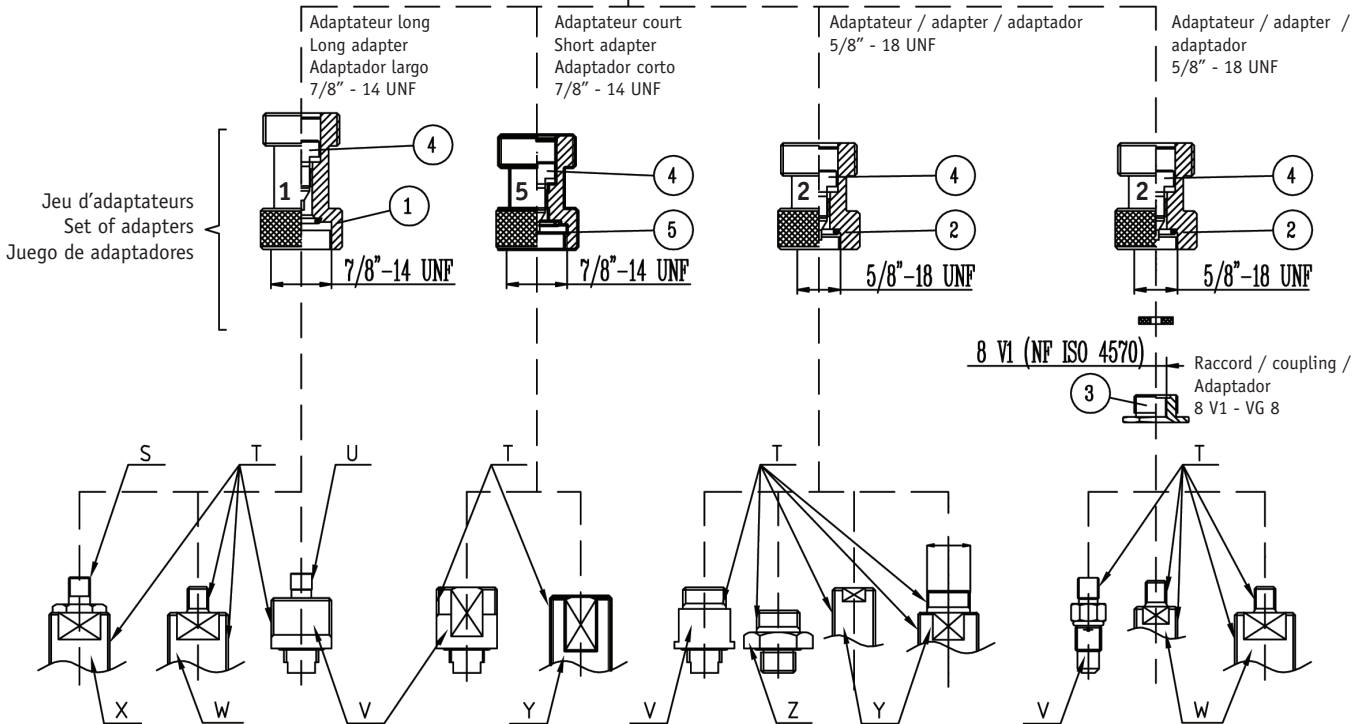 Adaptateur long
Long adapter
Adaptador largo
7/8" - 14 UNF
Adaptateur court
Short adapter
Adaptador corto
7/8" - 14 UNF
Adaptateur / adapter / adaptador
5/8" - 18 UNF
Adaptateur / adapter /
adaptador
5/8" - 18 UNF
Jeu d'adaptateurs
Set of adapters
Juego de adaptadores
1
4
1
7/8"-14 UNF
5
4
5
7/8"-14 UNF
2
4
2
5/8"-18 UNF
2
4
2
5/8"-18 UNF
8 V1 (NF ISO 4570)
3
Raccord / coupling /
Adaptador
8 V1 - VG 8
S T U T T T
X W V Y V Z Y V W